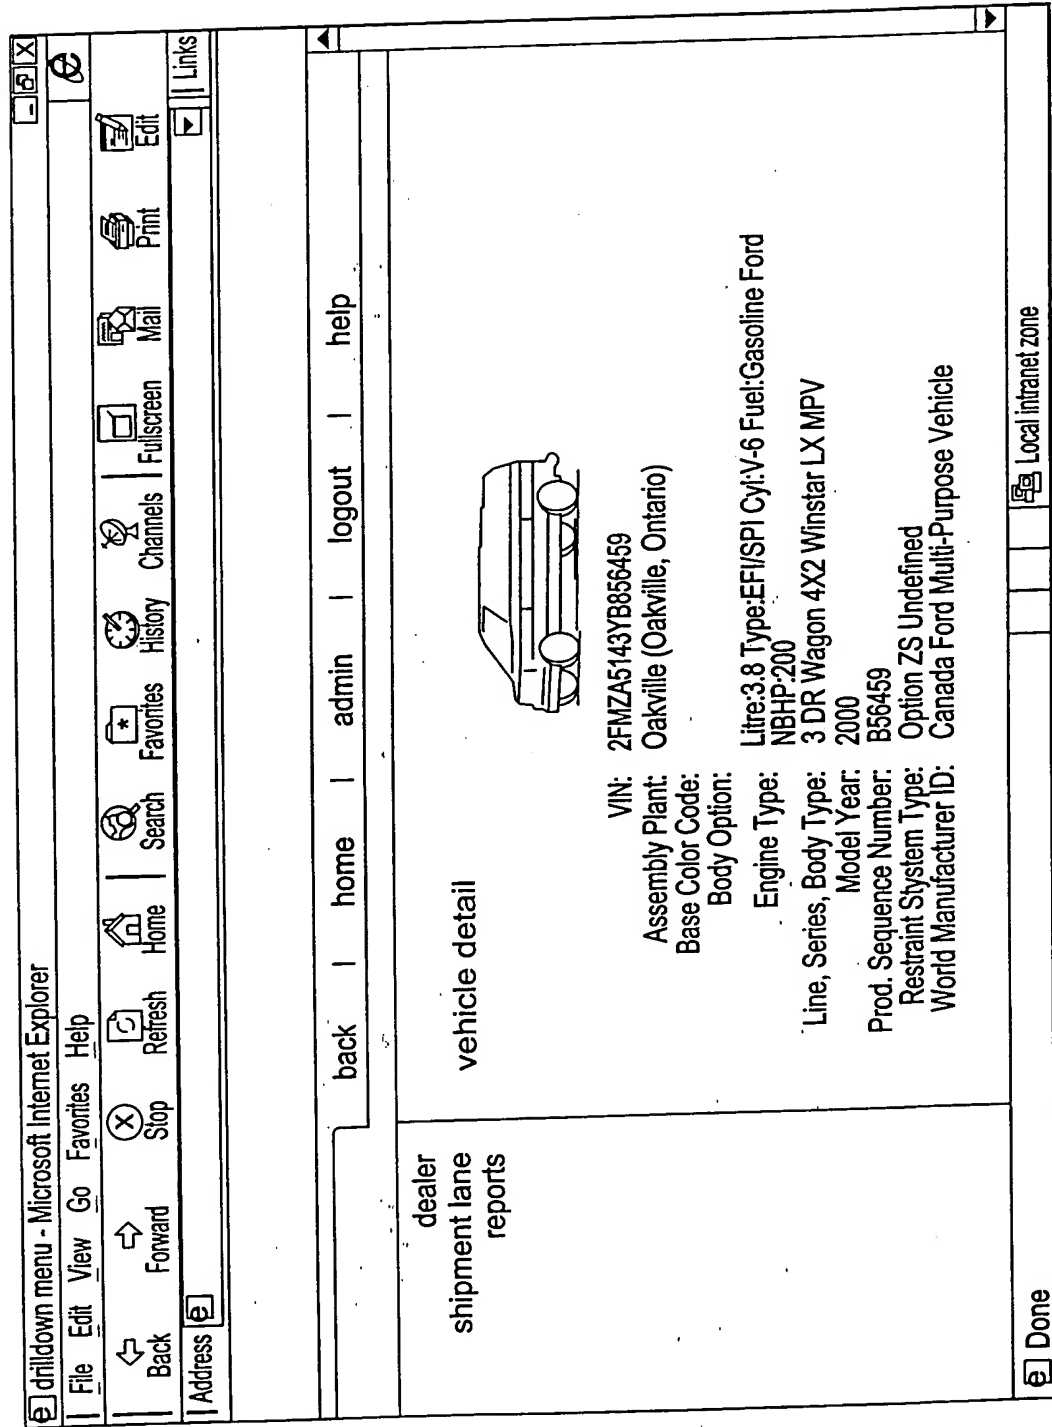 drilldown menu - Microsoft Internet Explorer
File Edit View Go Favorites Help
Back Forward Stop Refresh Home Search Favorites History Channels Fullscreen Mail Print Edit
Address Links
back | home | admin | logout | help
dealer
shipment lane
reports
vehicle detail
VIN: 2FMZA5143YB856459
Assembly Plant: Oakville (Oakville, Ontario)
Base Color Code:
Body Option:
Engine Type: Litre:3.8 Type:EFI/SPI Cyl:V-6 Fuel:Gasoline Ford
NBHP:200
Line, Series, Body Type: 3 DR Wagon 4X2 Winstar LX MPV
Model Year: 2000
Prod. Sequence Number: B56459
Restraint Stystem Type: Option ZS Undefined
World Manufacturer ID: Canada Ford Multi-Purpose Vehicle
Done Local intranet zone